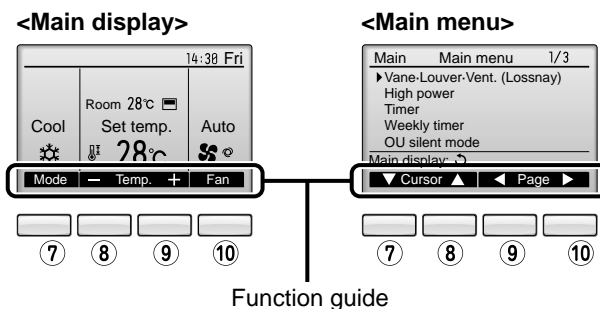 <Main display>
14:30 Fri
Room 28°C
Cool Set temp. Auto
28°C
Mode − Temp. + Fan
7 8 9 10
<Main menu>
Main Main menu 1/3
▶Vane·Louver·Vent. (Lossnay)
High power
Timer
Weekly timer
OU silent mode
Main display:
▼ Cursor ▲ ◀ Page ▶
7 8 9 10
Function guide